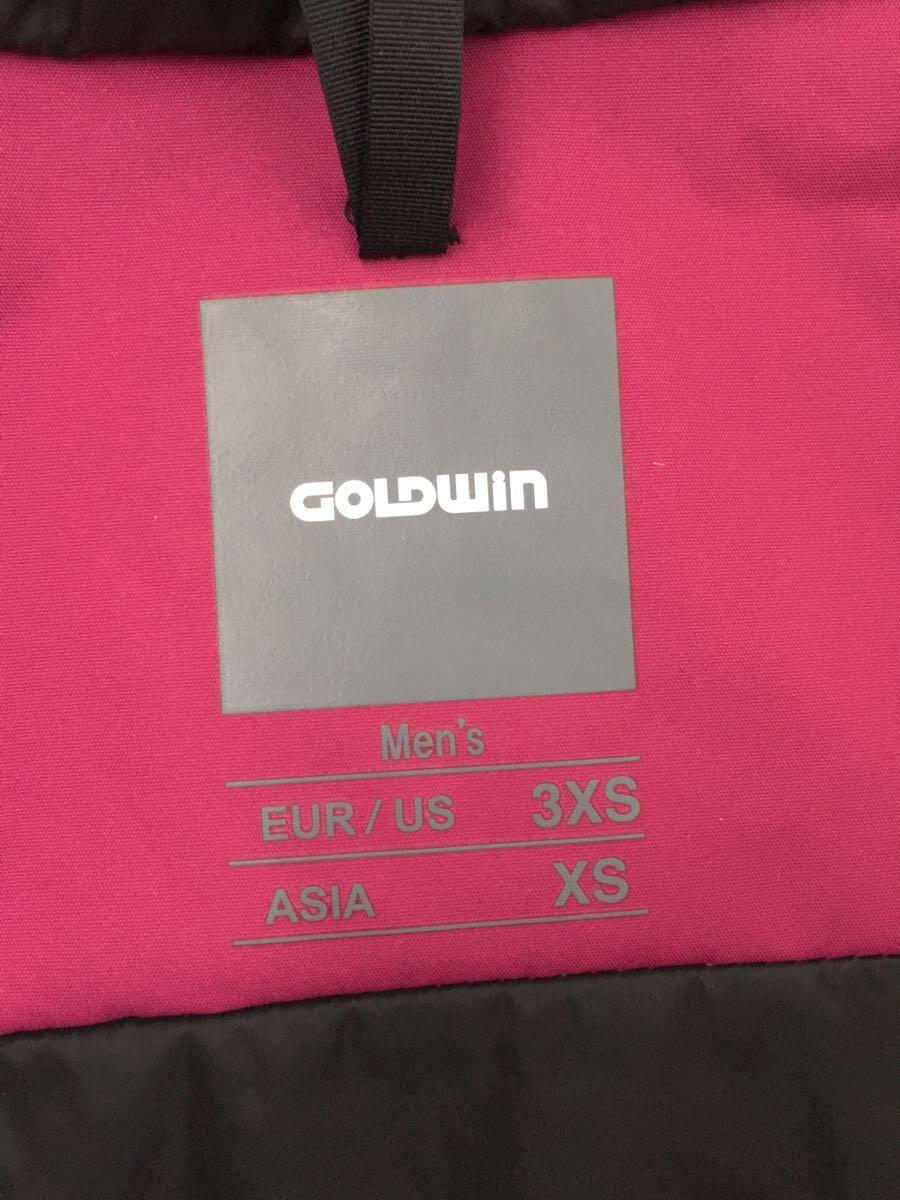 GOLDWIN
Men's
EUR / US 3XS
ASIA XS